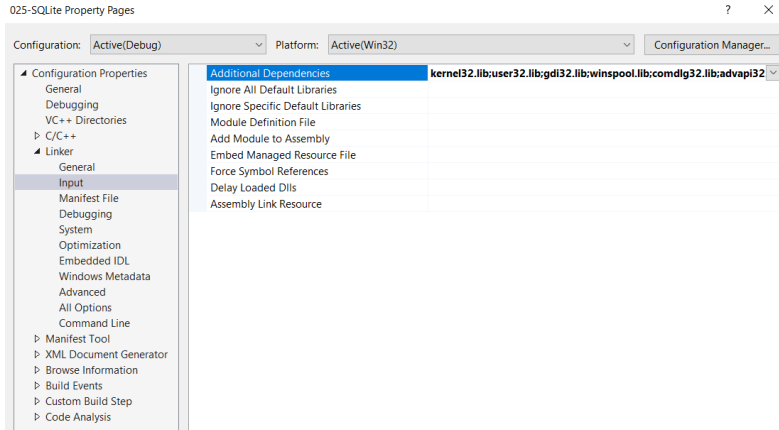 025-SQLite Property Pages
Configuration: Active(Debug) Platform: Active(Win32) Configuration Manager...
Configuration Properties
General
Debugging
VC++ Directories
C/C++
Linker
General
Input
Manifest File
Debugging
System
Optimization
Embedded IDL
Windows Metadata
Advanced
All Options
Command Line
Manifest Tool
XML Document Generator
Browse Information
Build Events
Custom Build Step
Code Analysis
Additional Dependencies kernel32.lib;user32.lib;gdi32.lib;winspool.lib;comdlg32.lib;advapi32
Ignore All Default Libraries
Ignore Specific Default Libraries
Module Definition File
Add Module to Assembly
Embed Managed Resource File
Force Symbol References
Delay Loaded Dlls
Assembly Link Resource